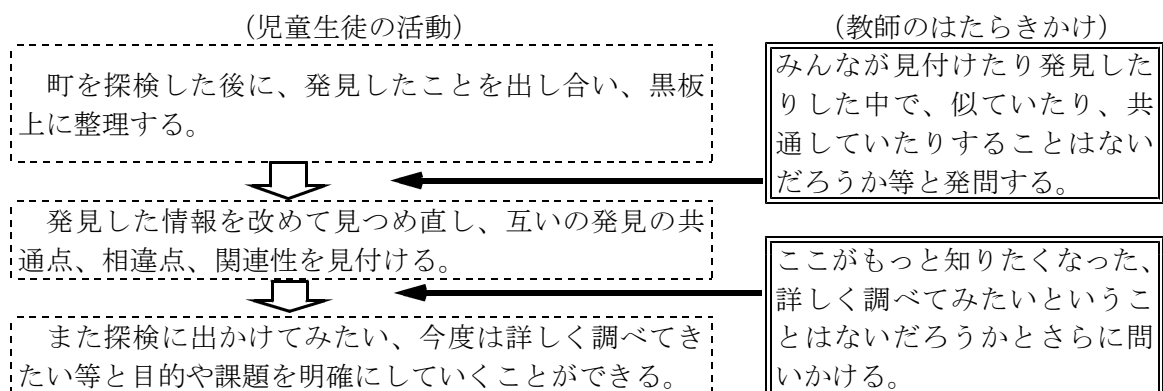 (児童生徒の活動)
町を探検した後に、発見したことを出し合い、黒板
上に整理する。
発見した情報を改めて見つめ直し、互いの発見の共
通点、相違点、関連性を見付ける。
また探検に出かけてみたい、今度は詳しく調べてき
たい等と目的や課題を明確にしていくことができる。
(教師のはたらきかけ)
みんなが見付けたり発見した
りした中で、似ていたり、共
通していたりすることはない
だろうか等と発問する。
ここがもっと知りたくなった、
詳しく調べてみたいというこ
とはないだろうかとさらに問
いかける。